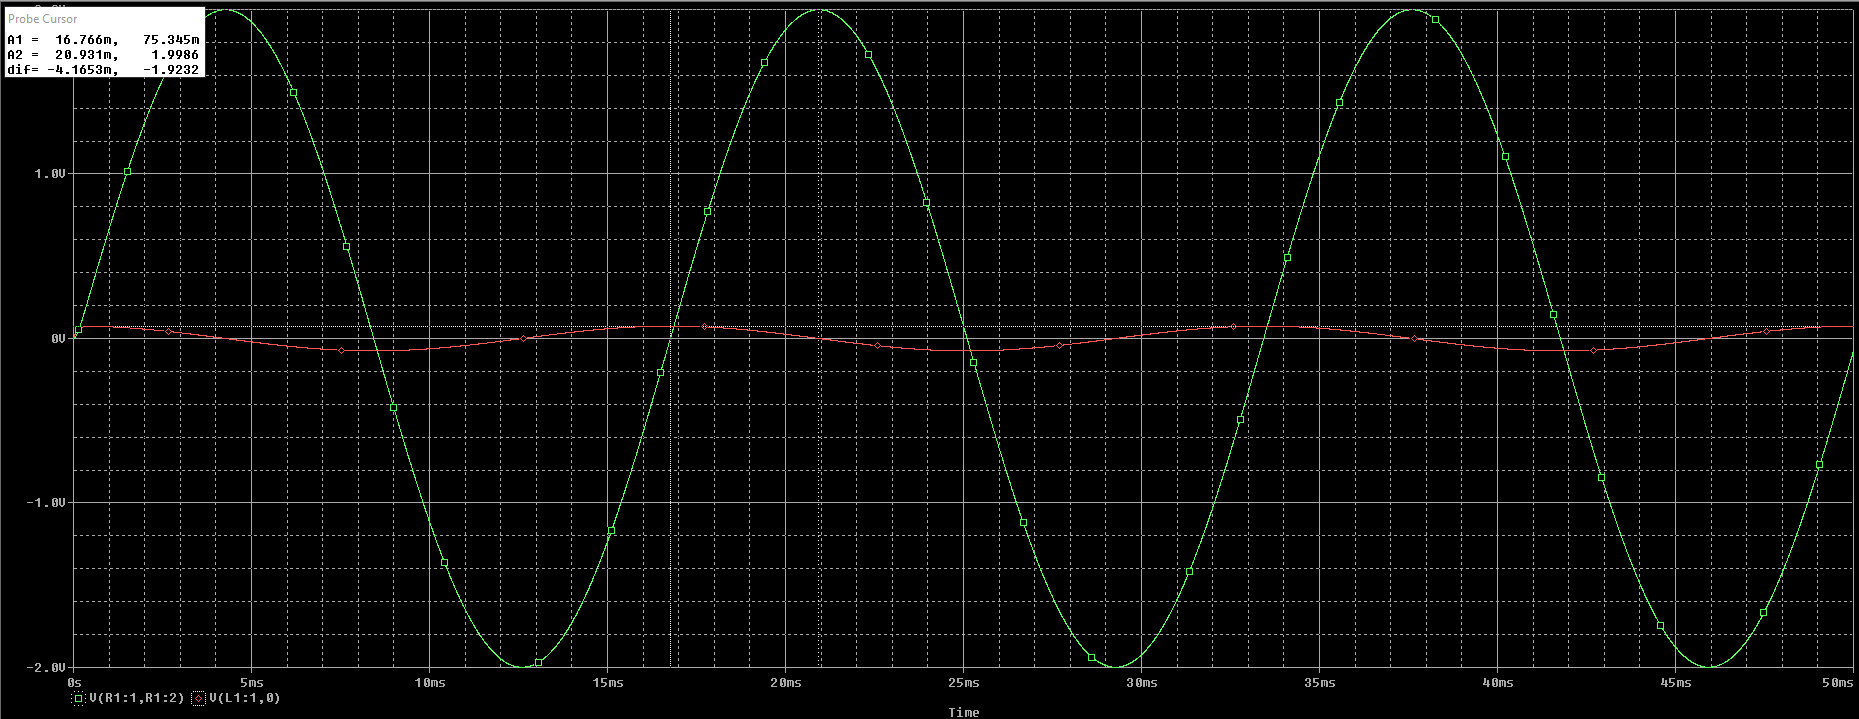 Probe Cursor
A1 = 16.766m, 75.345m
A2 = 20.931m, 1.9986
dif= -4.1653m, -1.9232
1.0V
0V
-1.0V
-2.0V
0s 5ms 10ms 15ms 20ms 25ms 30ms 35ms 40ms 45ms 50ms
V(R1:1,R1:2) V(L1:1,0)
Time